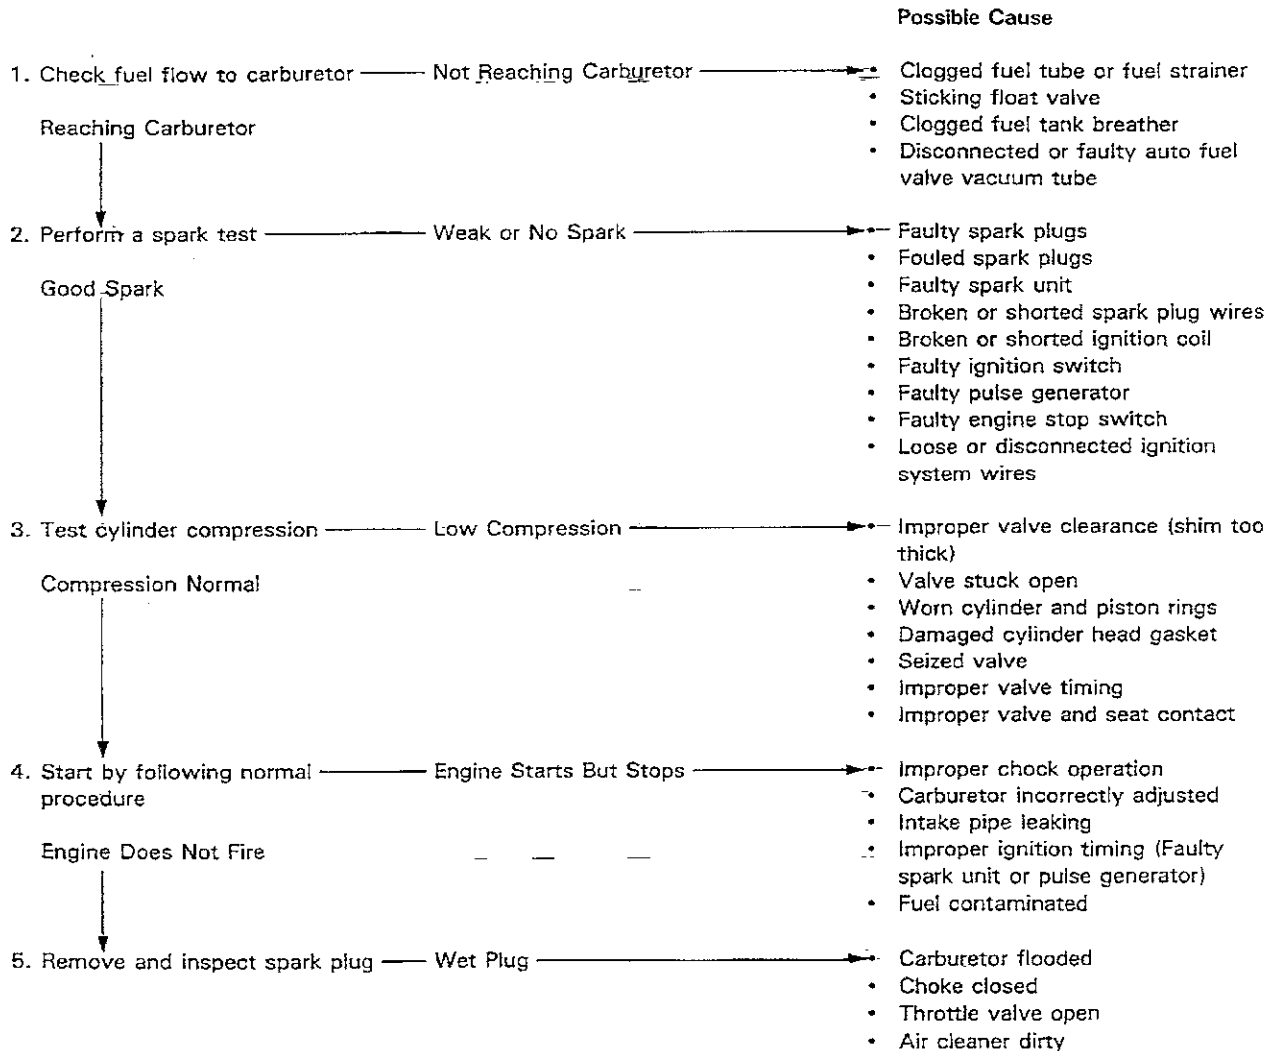 Possible Cause
1. Check fuel flow to carburetor Not Reaching Carburetor • Clogged fuel tube or fuel strainer
• Sticking float valve
Reaching Carburetor • Clogged fuel tank breather
• Disconnected or faulty auto fuel
valve vacuum tube
2. Perform a spark test Weak or No Spark • Faulty spark plugs
• Fouled spark plugs
Good Spark • Faulty spark unit
• Broken or shorted spark plug wires
• Broken or shorted ignition coil
• Faulty ignition switch
• Faulty pulse generator
• Faulty engine stop switch
• Loose or disconnected ignition
system wires
3. Test cylinder compression Low Compression • Improper valve clearance (shim too
thick)
Compression Normal • Valve stuck open
• Worn cylinder and piston rings
• Damaged cylinder head gasket
• Seized valve
• Improper valve timing
• Improper valve and seat contact
4. Start by following normal Engine Starts But Stops • Improper chock operation
procedure • Carburetor incorrectly adjusted
• Intake pipe leaking
Engine Does Not Fire • Improper ignition timing (Faulty
spark unit or pulse generator)
• Fuel contaminated
5. Remove and inspect spark plug Wet Plug • Carburetor flooded
• Choke closed
• Throttle valve open
• Air cleaner dirty